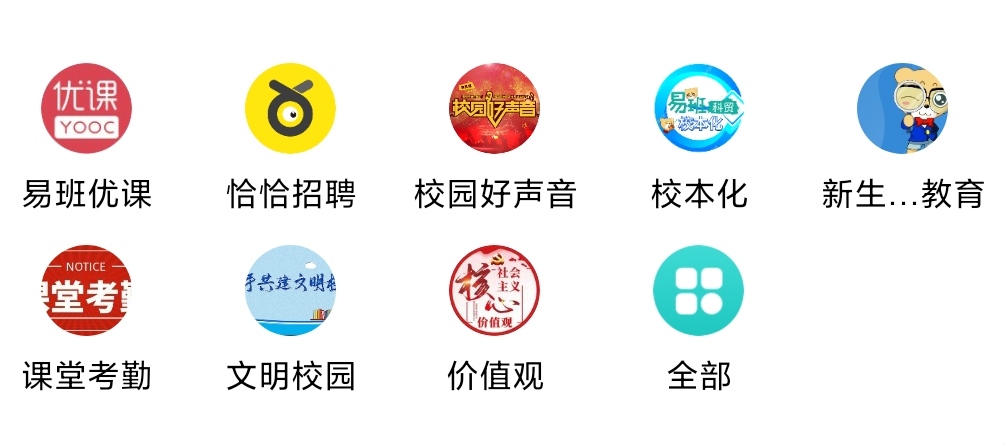 优课
YOOC
校园好声音
易班
科贸
校本化
易班优课
恰恰招聘
校园好声音
校本化
新生...教育
NOTICE
课堂考勤
手共建文明校
核心
社会
主义
价值观
课堂考勤
文明校园
价值观
全部